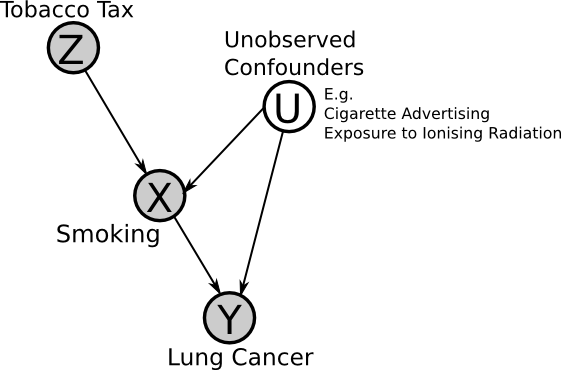 Tobacco Tax
Z
Unobserved
Confounders
U
E.g.
Cigarette Advertising
Exposure to Ionising Radiation
X
Smoking
Y
Lung Cancer